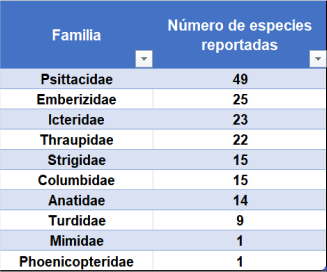 Familia
Número de especies
reportadas
Psittacidae 49
Emberizidae 25
Icteridae 23
Thraupidae 22
Strigidae 15
Columbidae 15
Anatidae 14
Turdidae 9
Mimidae 1
Phoenicopteridae 1